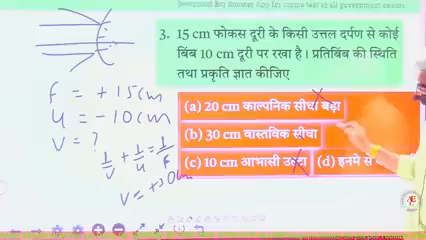 3. 15 cm फोकस दूरी के किसी उत्तल दर्पण से कोई
बिंब 10 cm दूरी पर रखा है। प्रतिबिंब की स्थिति
तथा प्रकृति ज्ञात कीजिए
f = +15cm
u = -10cm
v = ?
1/v + 1/u = 1/f
(a) 20 cm काल्पनिक सीधा बड़ा
(b) 30 cm वास्तविक सीधा
(c) 10 cm आभासी उल्टा (d) इनमें से